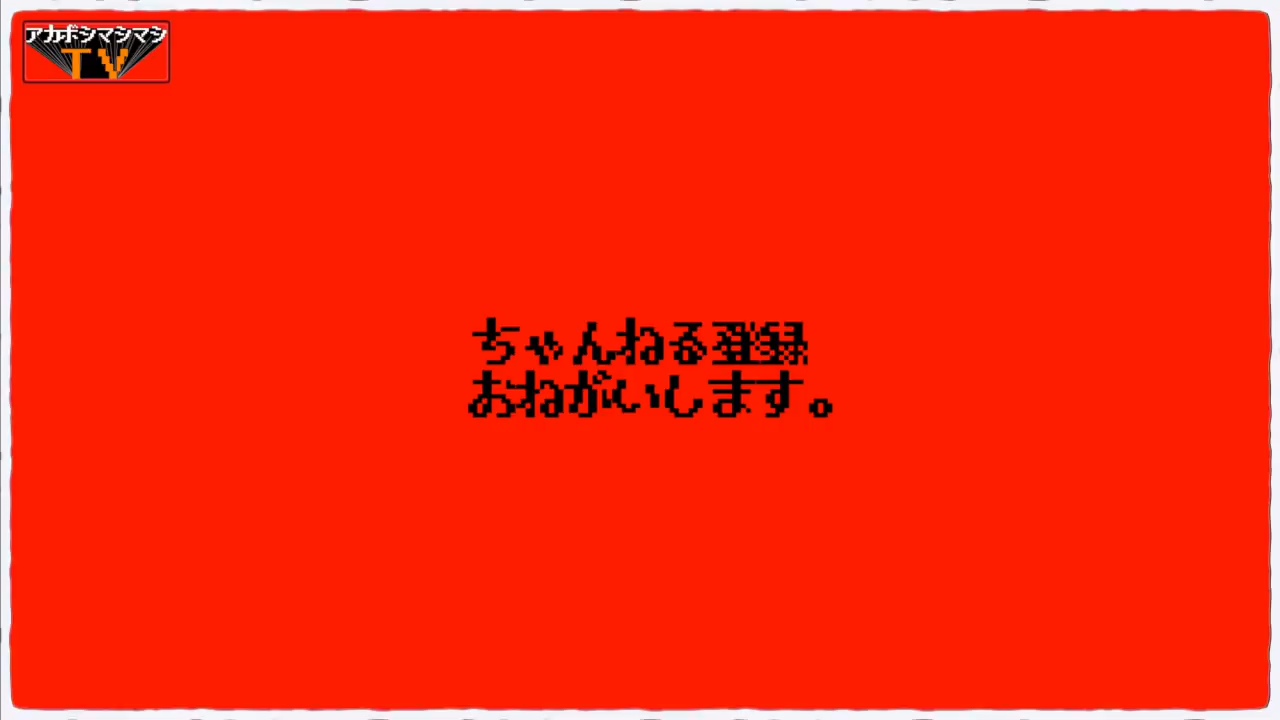 アカボシマシマシ
TV
ちゃんねる登録
おねがいします。